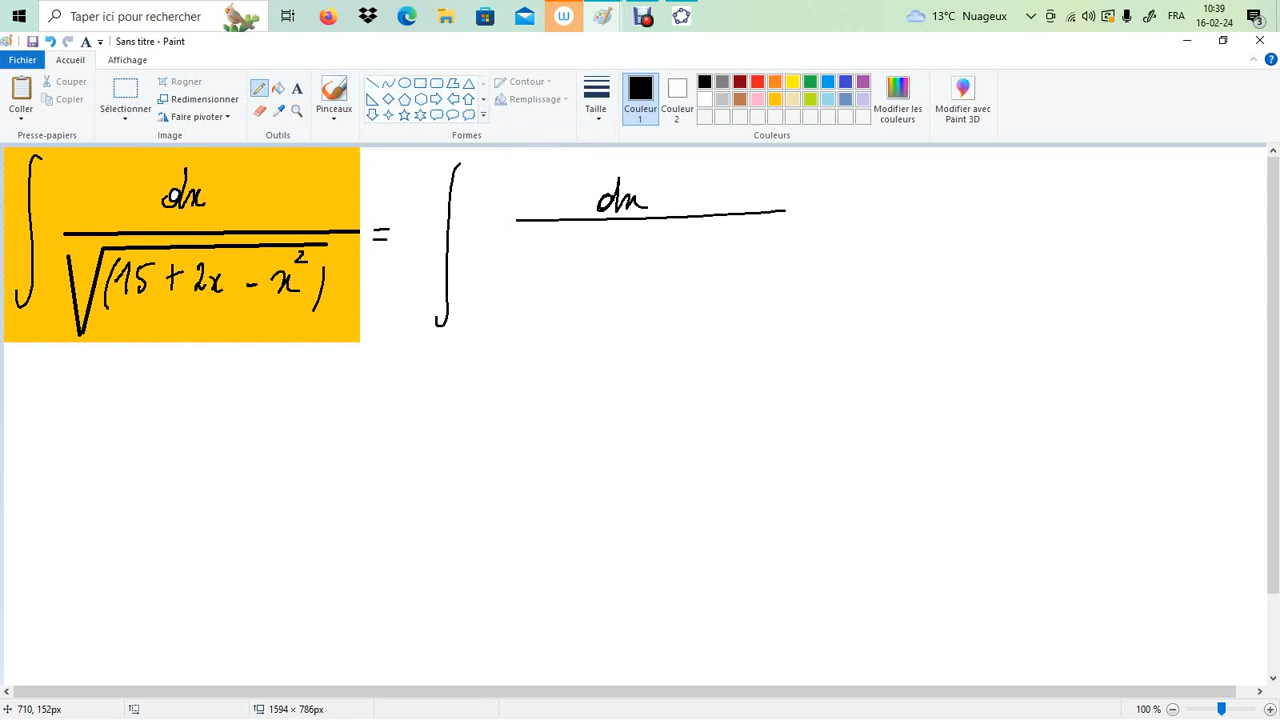 Taper ici pour rechercher
13°C Nuageux
FRA
10:39
16-02-24
3
Sans titre - Paint
Fichier Accueil Affichage
Coller
Couper
Copier
Presse-papiers
Sélectionner
Rogner
Redimensionner
Faire pivoter
Image
Outils
Pinceaux
Contour
Remplissage
Formes
Taille
Couleur 1
Couleur 2
Modifier les couleurs
Couleurs
Modifier avec Paint 3D
∫ dx / √(15 + 2x - x²) = ∫ dx
710, 152px
1594 × 786px
100 %